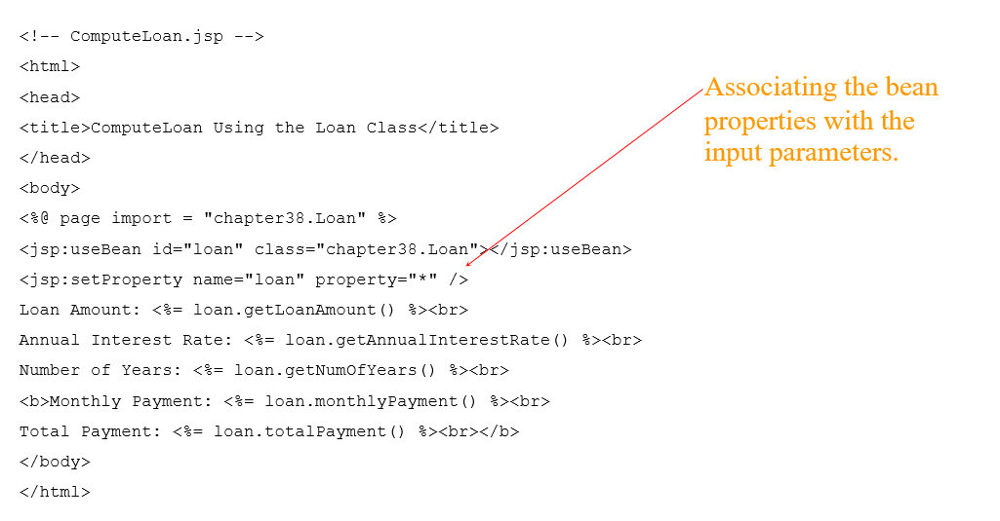 <!-- ComputeLoan.jsp -->
<html>
<head>
<title>ComputeLoan Using the Loan Class</title>
</head>
<body>
<%@ page import = "chapter38.Loan" %>
<jsp:useBean id="loan" class="chapter38.Loan"></jsp:useBean>
<jsp:setProperty name="loan" property="*" />
Loan Amount: <%= loan.getLoanAmount() %><br>
Annual Interest Rate: <%= loan.getAnnualInterestRate() %><br>
Number of Years: <%= loan.getNumOfYears() %><br>
<b>Monthly Payment: <%= loan.monthlyPayment() %><br>
Total Payment: <%= loan.totalPayment() %><br></b>
</body>
</html>
Associating the bean
properties with the
input parameters.